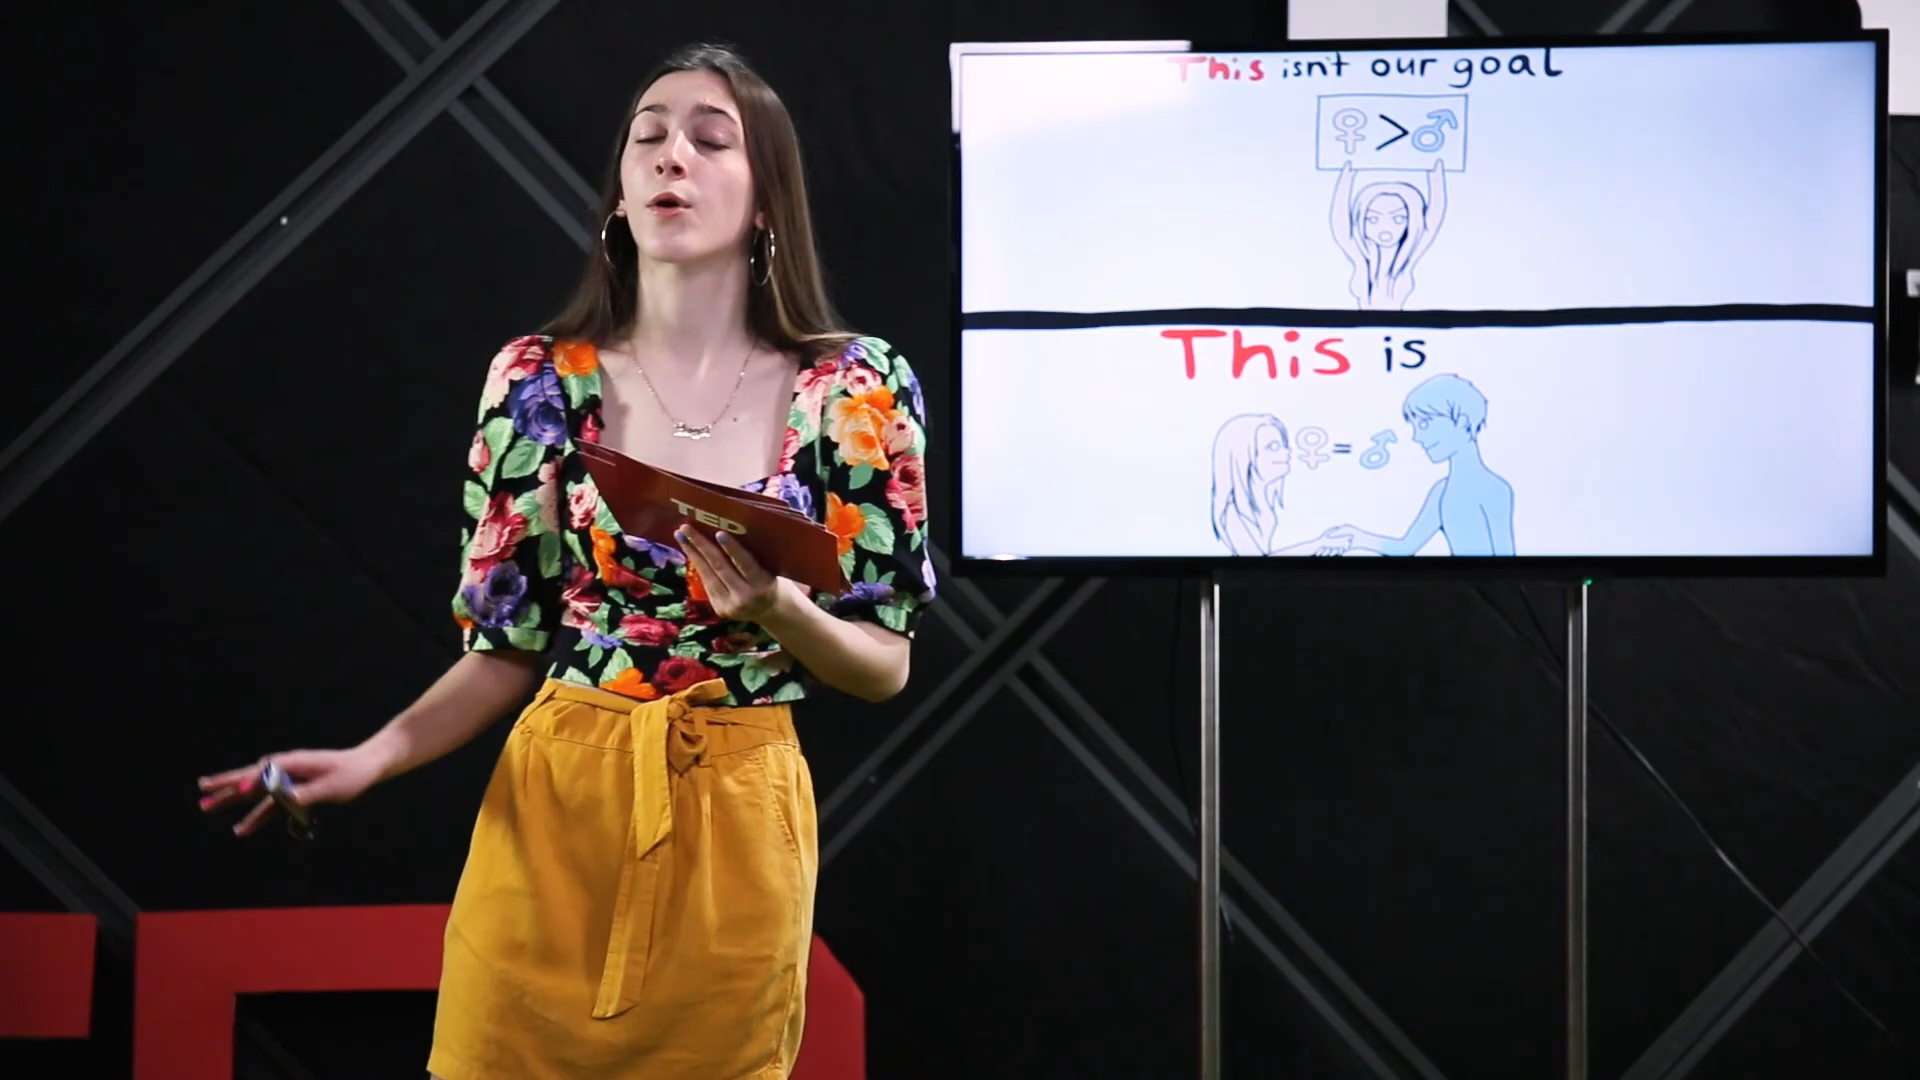 This isn't our goal
♀ > ♂
This is
♀ = ♂
TED